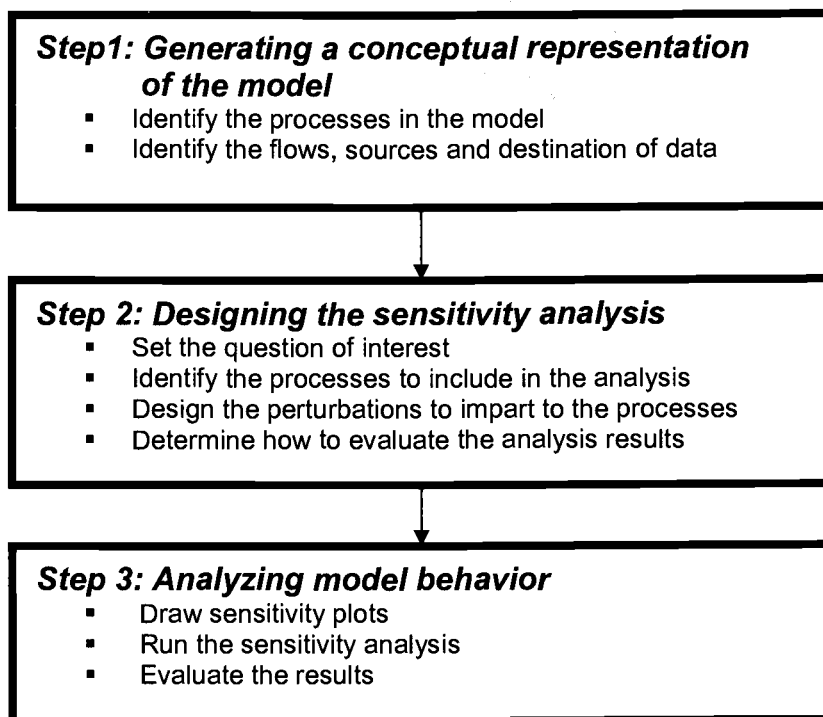 Step1: Generating a conceptual representation
of the model
▪ Identify the processes in the model
▪ Identify the flows, sources and destination of data
Step 2: Designing the sensitivity analysis
▪ Set the question of interest
▪ Identify the processes to include in the analysis
▪ Design the perturbations to impart to the processes
▪ Determine how to evaluate the analysis results
Step 3: Analyzing model behavior
▪ Draw sensitivity plots
▪ Run the sensitivity analysis
▪ Evaluate the results